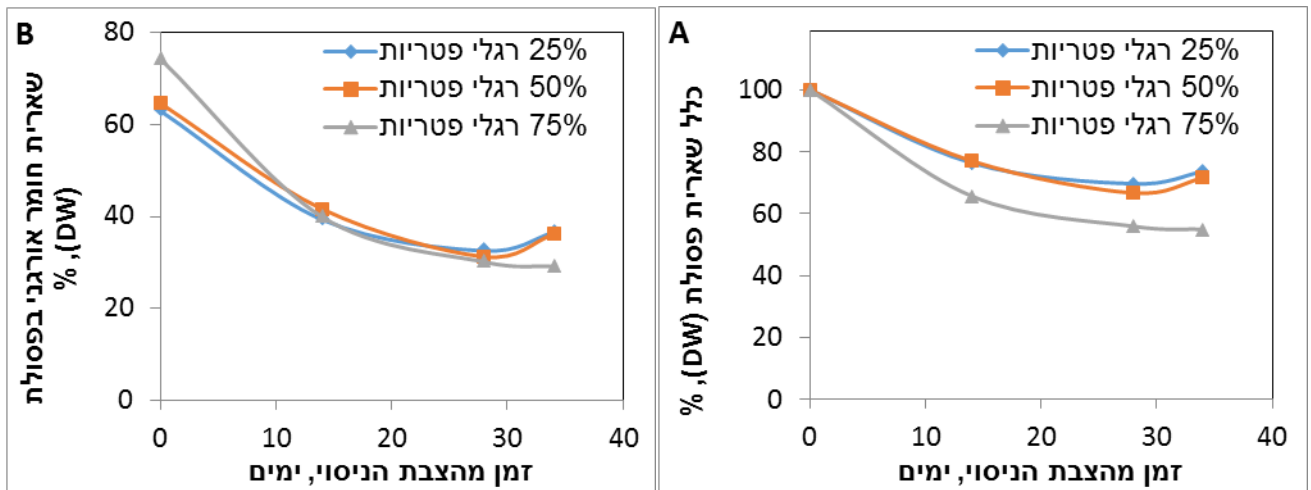 B
80
60
40
20
0
0 10 20 30 40
25% רגלי פטריות
50% רגלי פטריות
75% רגלי פטריות
שארית חומר אורגני בפסולת
(DW), %
זמן מהצבת הניסוי, ימים
A
100
80
60
40
20
0
0 10 20 30 40
25% רגלי פטריות
50% רגלי פטריות
75% רגלי פטריות
כלל שארית פסולת (DW), %
זמן מהצבת הניסוי, ימים